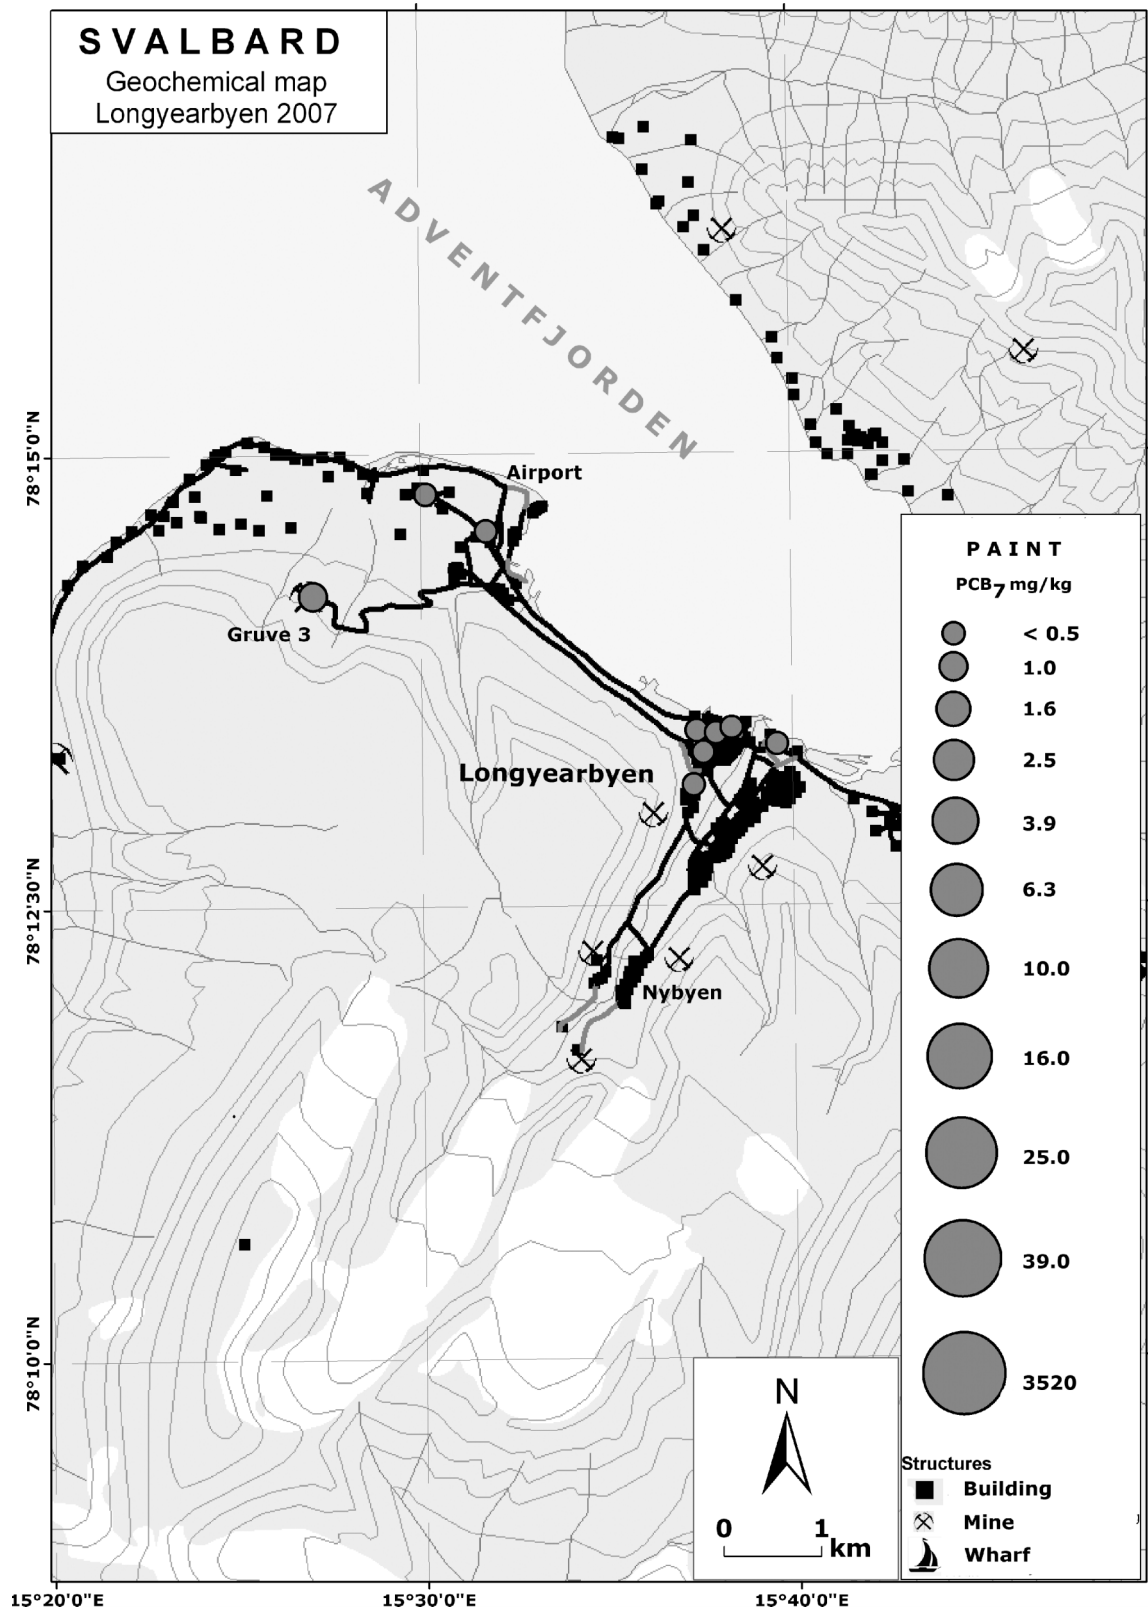 SVALBARD
Geochemical map
Longyearbyen 2007
ADVENTFJORDEN
78°15'0"N
Airport
Gruve 3
Longyearbyen
78°12'30"N
Nybyen
78°10'0"N
PAINT
PCB7 mg/kg
< 0.5
1.0
1.6
2.5
3.9
6.3
10.0
16.0
25.0
39.0
3520
N
0 1
km
Structures
Building
Mine
Wharf
15°20'0"E 15°30'0"E 15°40'0"E